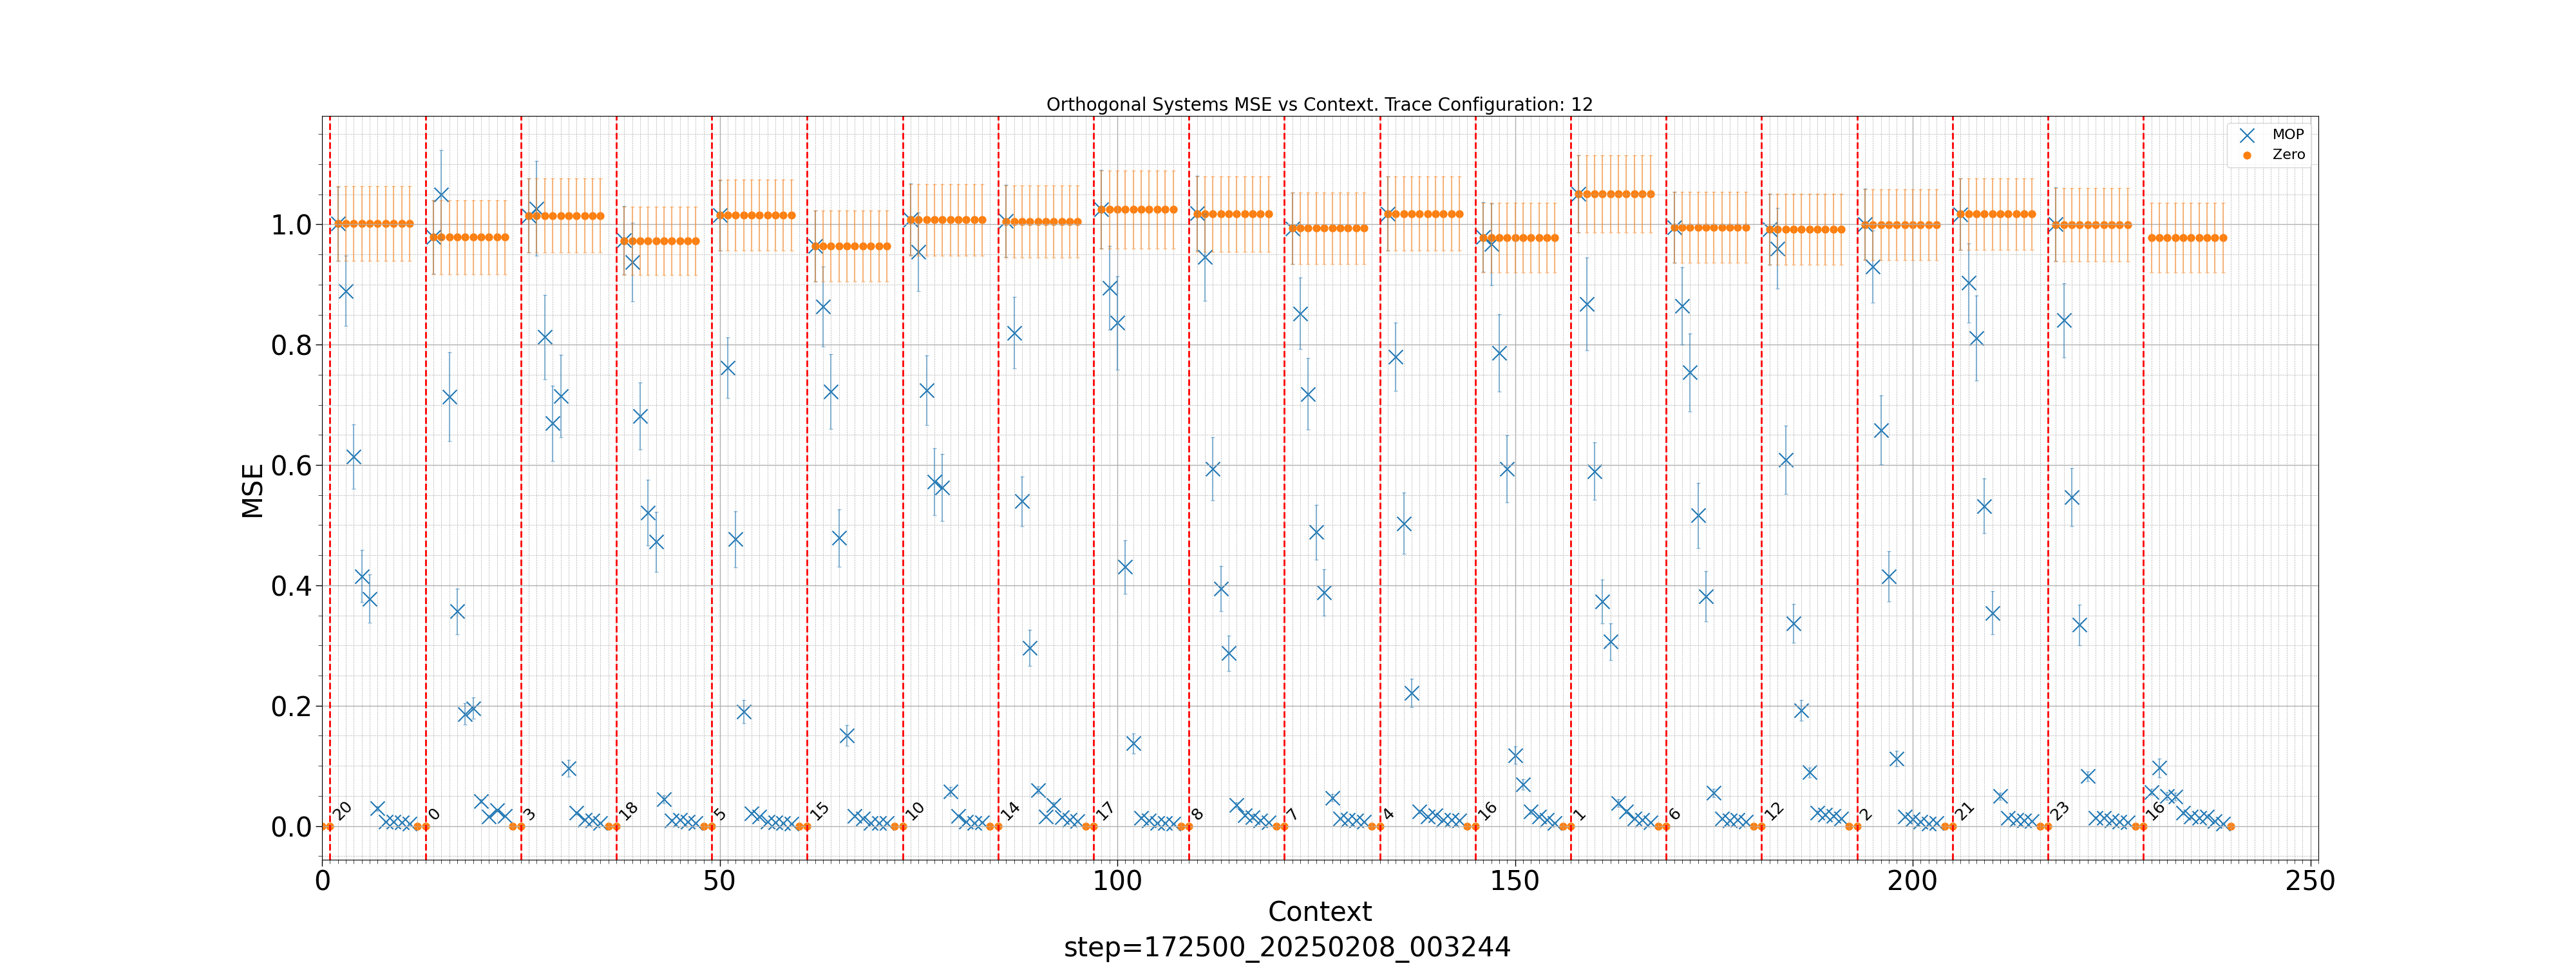 Orthogonal Systems MSE vs Context. Trace Configuration: 12
MOP
Zero
MSE
1.0
0.8
0.6
0.4
0.2
0.0
20 0 3 18 5 15 10 14 17 8 7 4 16 1 6 12 2 21 23 16
0 50 100 150 200 250
Context
step=172500_20250208_003244